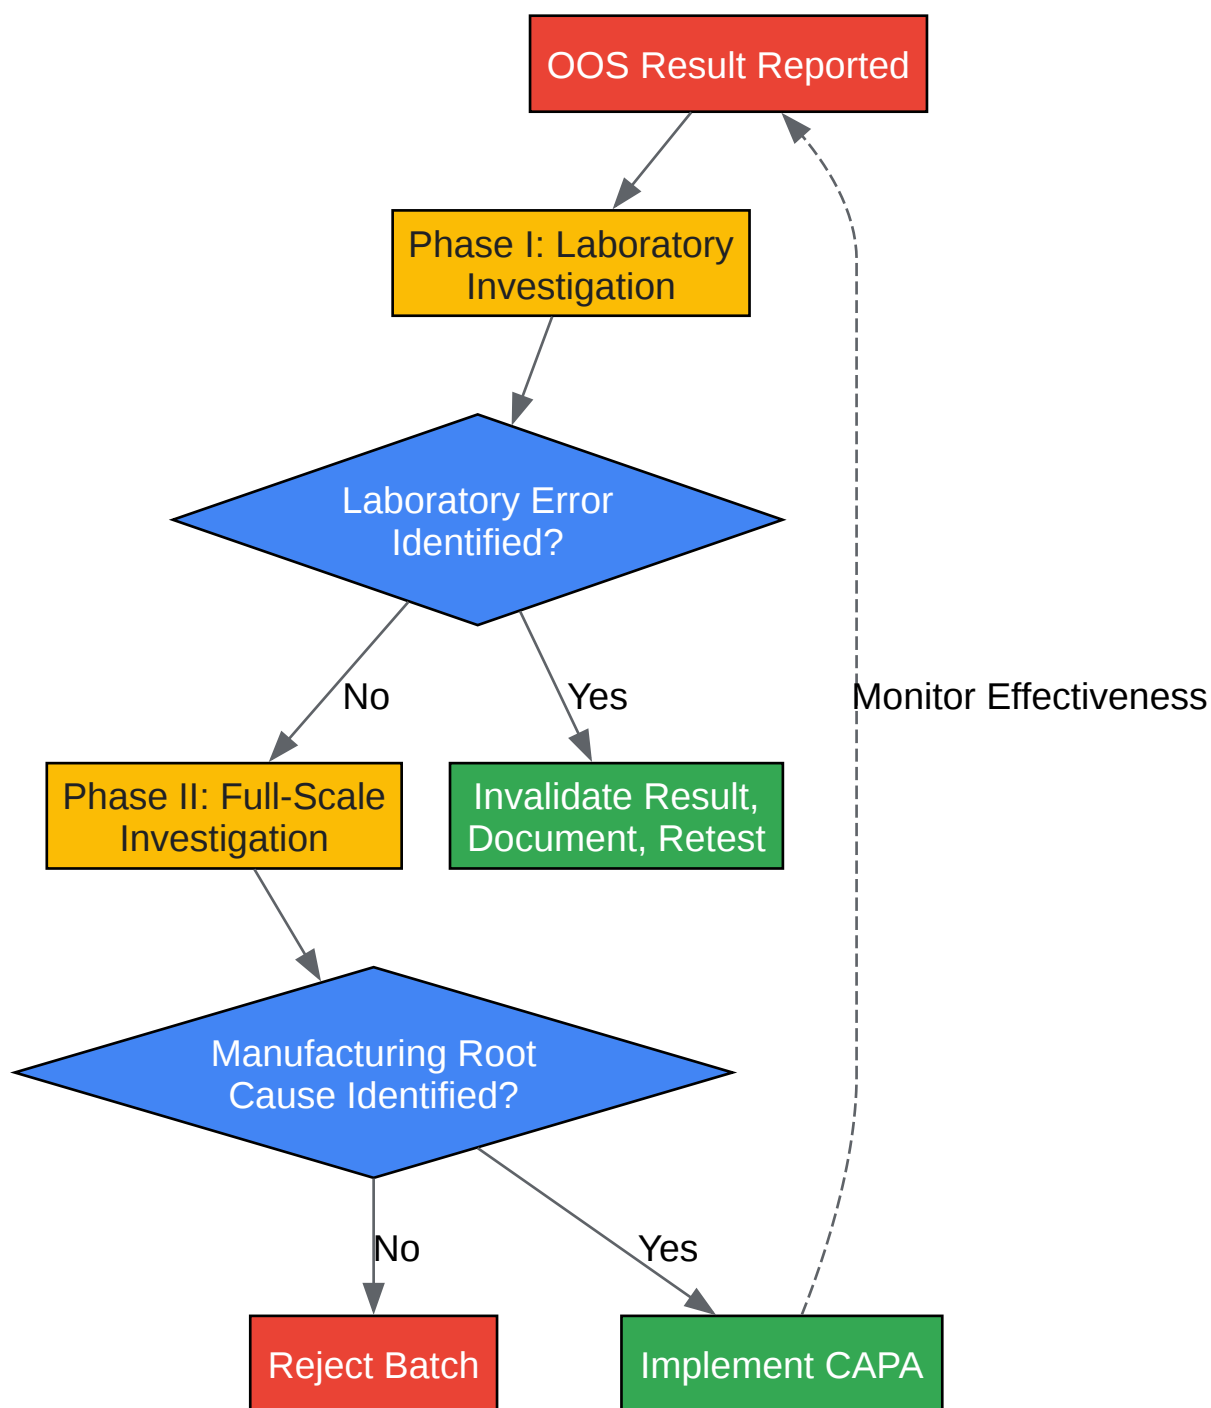 OOS Result Reported
Phase I: Laboratory
Investigation
Laboratory Error
Identified?
No
Yes
Monitor Effectiveness
Phase II: Full-Scale
Investigation
Invalidate Result,
Document, Retest
Manufacturing Root
Cause Identified?
No
Yes
Reject Batch
Implement CAPA